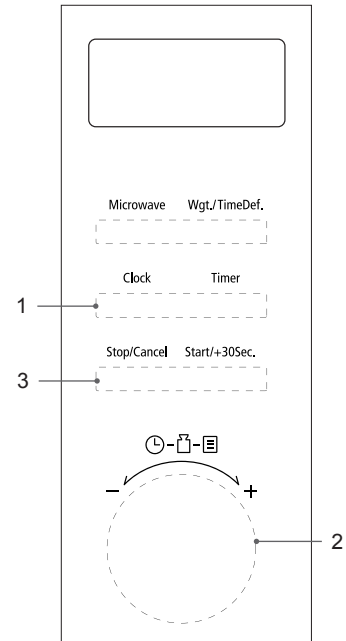 Microwave Wgt./TimeDef.
1 Clock Timer
3 Stop/Cancel Start/+30Sec.
- +
2